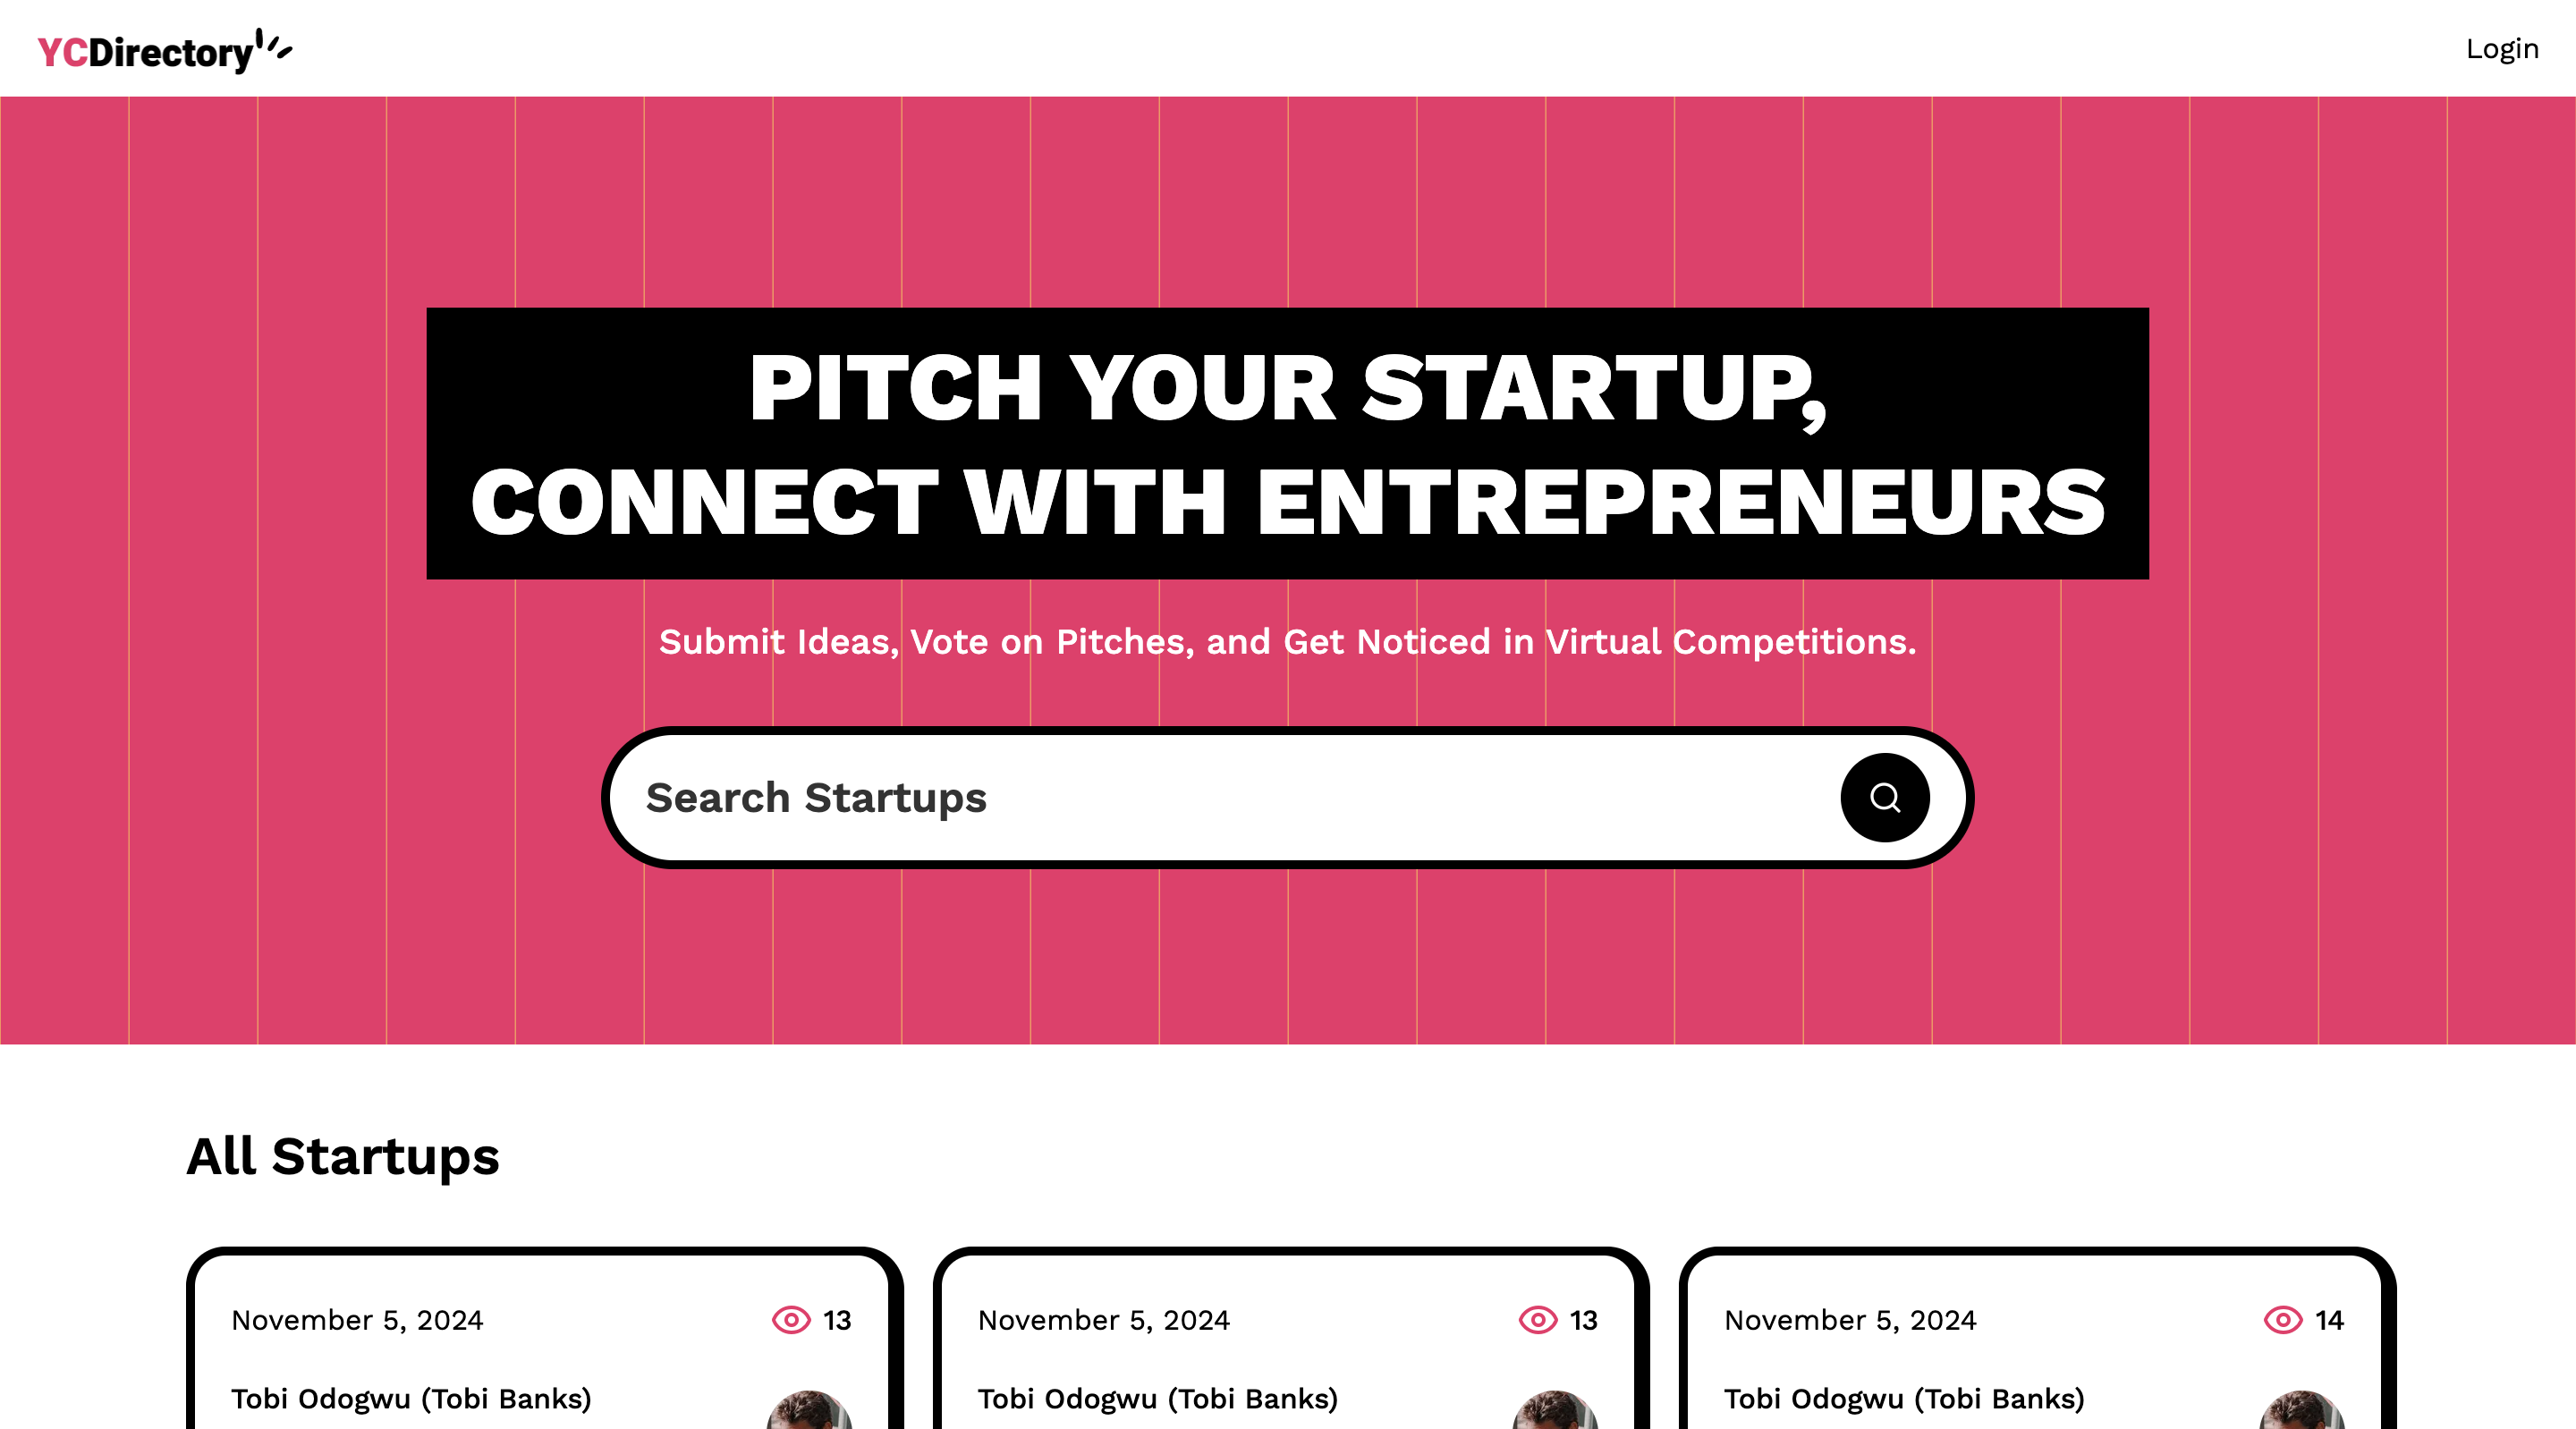 YCDirectory
Login
PITCH YOUR STARTUP,
CONNECT WITH ENTREPRENEURS
Submit Ideas, Vote on Pitches, and Get Noticed in Virtual Competitions.
Search Startups
All Startups
November 5, 2024
13
Tobi Odogwu (Tobi Banks)
November 5, 2024
13
Tobi Odogwu (Tobi Banks)
November 5, 2024
14
Tobi Odogwu (Tobi Banks)